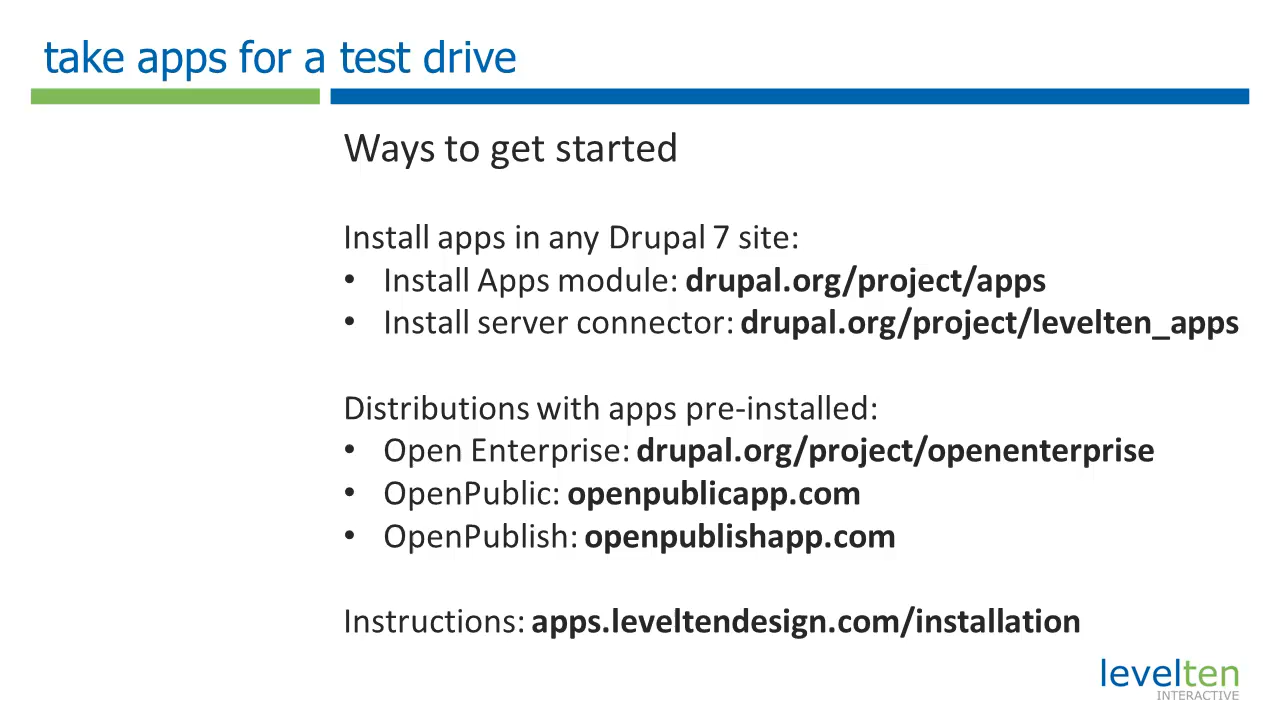 take apps for a test drive
Ways to get started
Install apps in any Drupal 7 site:
• Install Apps module: drupal.org/project/apps
• Install server connector: drupal.org/project/levelten_apps
Distributions with apps pre-installed:
• Open Enterprise: drupal.org/project/openenterprise
• OpenPublic: openpublicapp.com
• OpenPublish: openpublishapp.com
Instructions: apps.leveltendesign.com/installation
levelten
INTERACTIVE